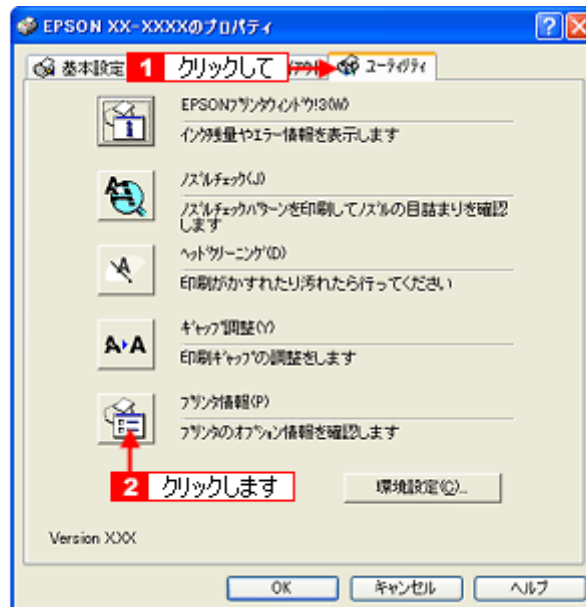 EPSON XX-XXXXのプロパティ
基本設定 1 クリックして ユーティリティ
EPSONプリンタウィンドウ!3(W)
インク残量やエラー情報を表示します
ノズルチェック(J)
ノズルチェックパターンを印刷してノズルの目詰まりを確認
します
ヘッドクリーニング(D)
印刷がかすれたり汚れたら行ってください
ギャップ調整(Y)
A▸A
印刷ギャップの調整をします
プリンタ情報(P)
プリンタのオプション情報を確認します
2 クリックします 環境設定(C)...
Version XXX
OK キャンセル ヘルプ